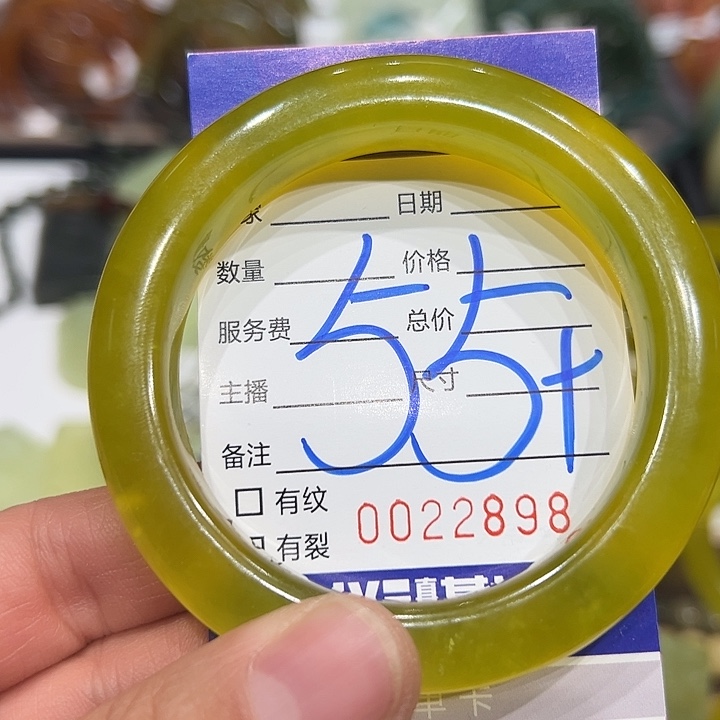 家 日期
数量 价格
服务费 总价
主播 尺寸
备注
55+
有纹
0022898
有裂